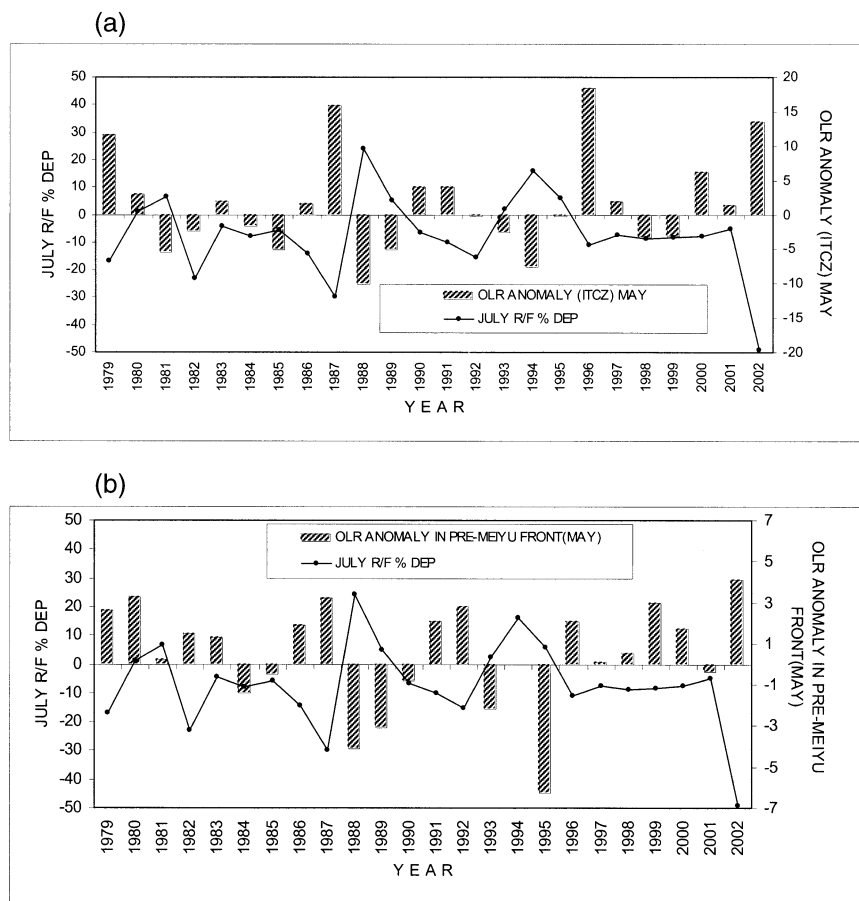 (a)
50
40
30
20
10
0
-10
-20
-30
-40
-50
JULY R/F % DEP
20
15
10
5
0
-5
-10
-15
-20
OLR ANOMALY (ITCZ) MAY
OLR ANOMALY (ITCZ) MAY
JULY R/F % DEP
1979 1980 1981 1982 1983 1984 1985 1986 1987 1988 1989 1990 1991 1992 1993 1994 1995 1996 1997 1998 1999 2000 2001 2002
YEAR
(b)
50
40
30
20
10
0
-10
-20
-30
-40
-50
JULY R/F % DEP
7
5
3
1
-1
-3
-5
-7
OLR ANOMALY IN PRE-MEIYU
FRONT(MAY)
OLR ANOMALY IN PRE-MEIYU FRONT(MAY)
JULY R/F % DEP
1979 1980 1981 1982 1983 1984 1985 1986 1987 1988 1989 1990 1991 1992 1993 1994 1995 1996 1997 1998 1999 2000 2001 2002
YEAR